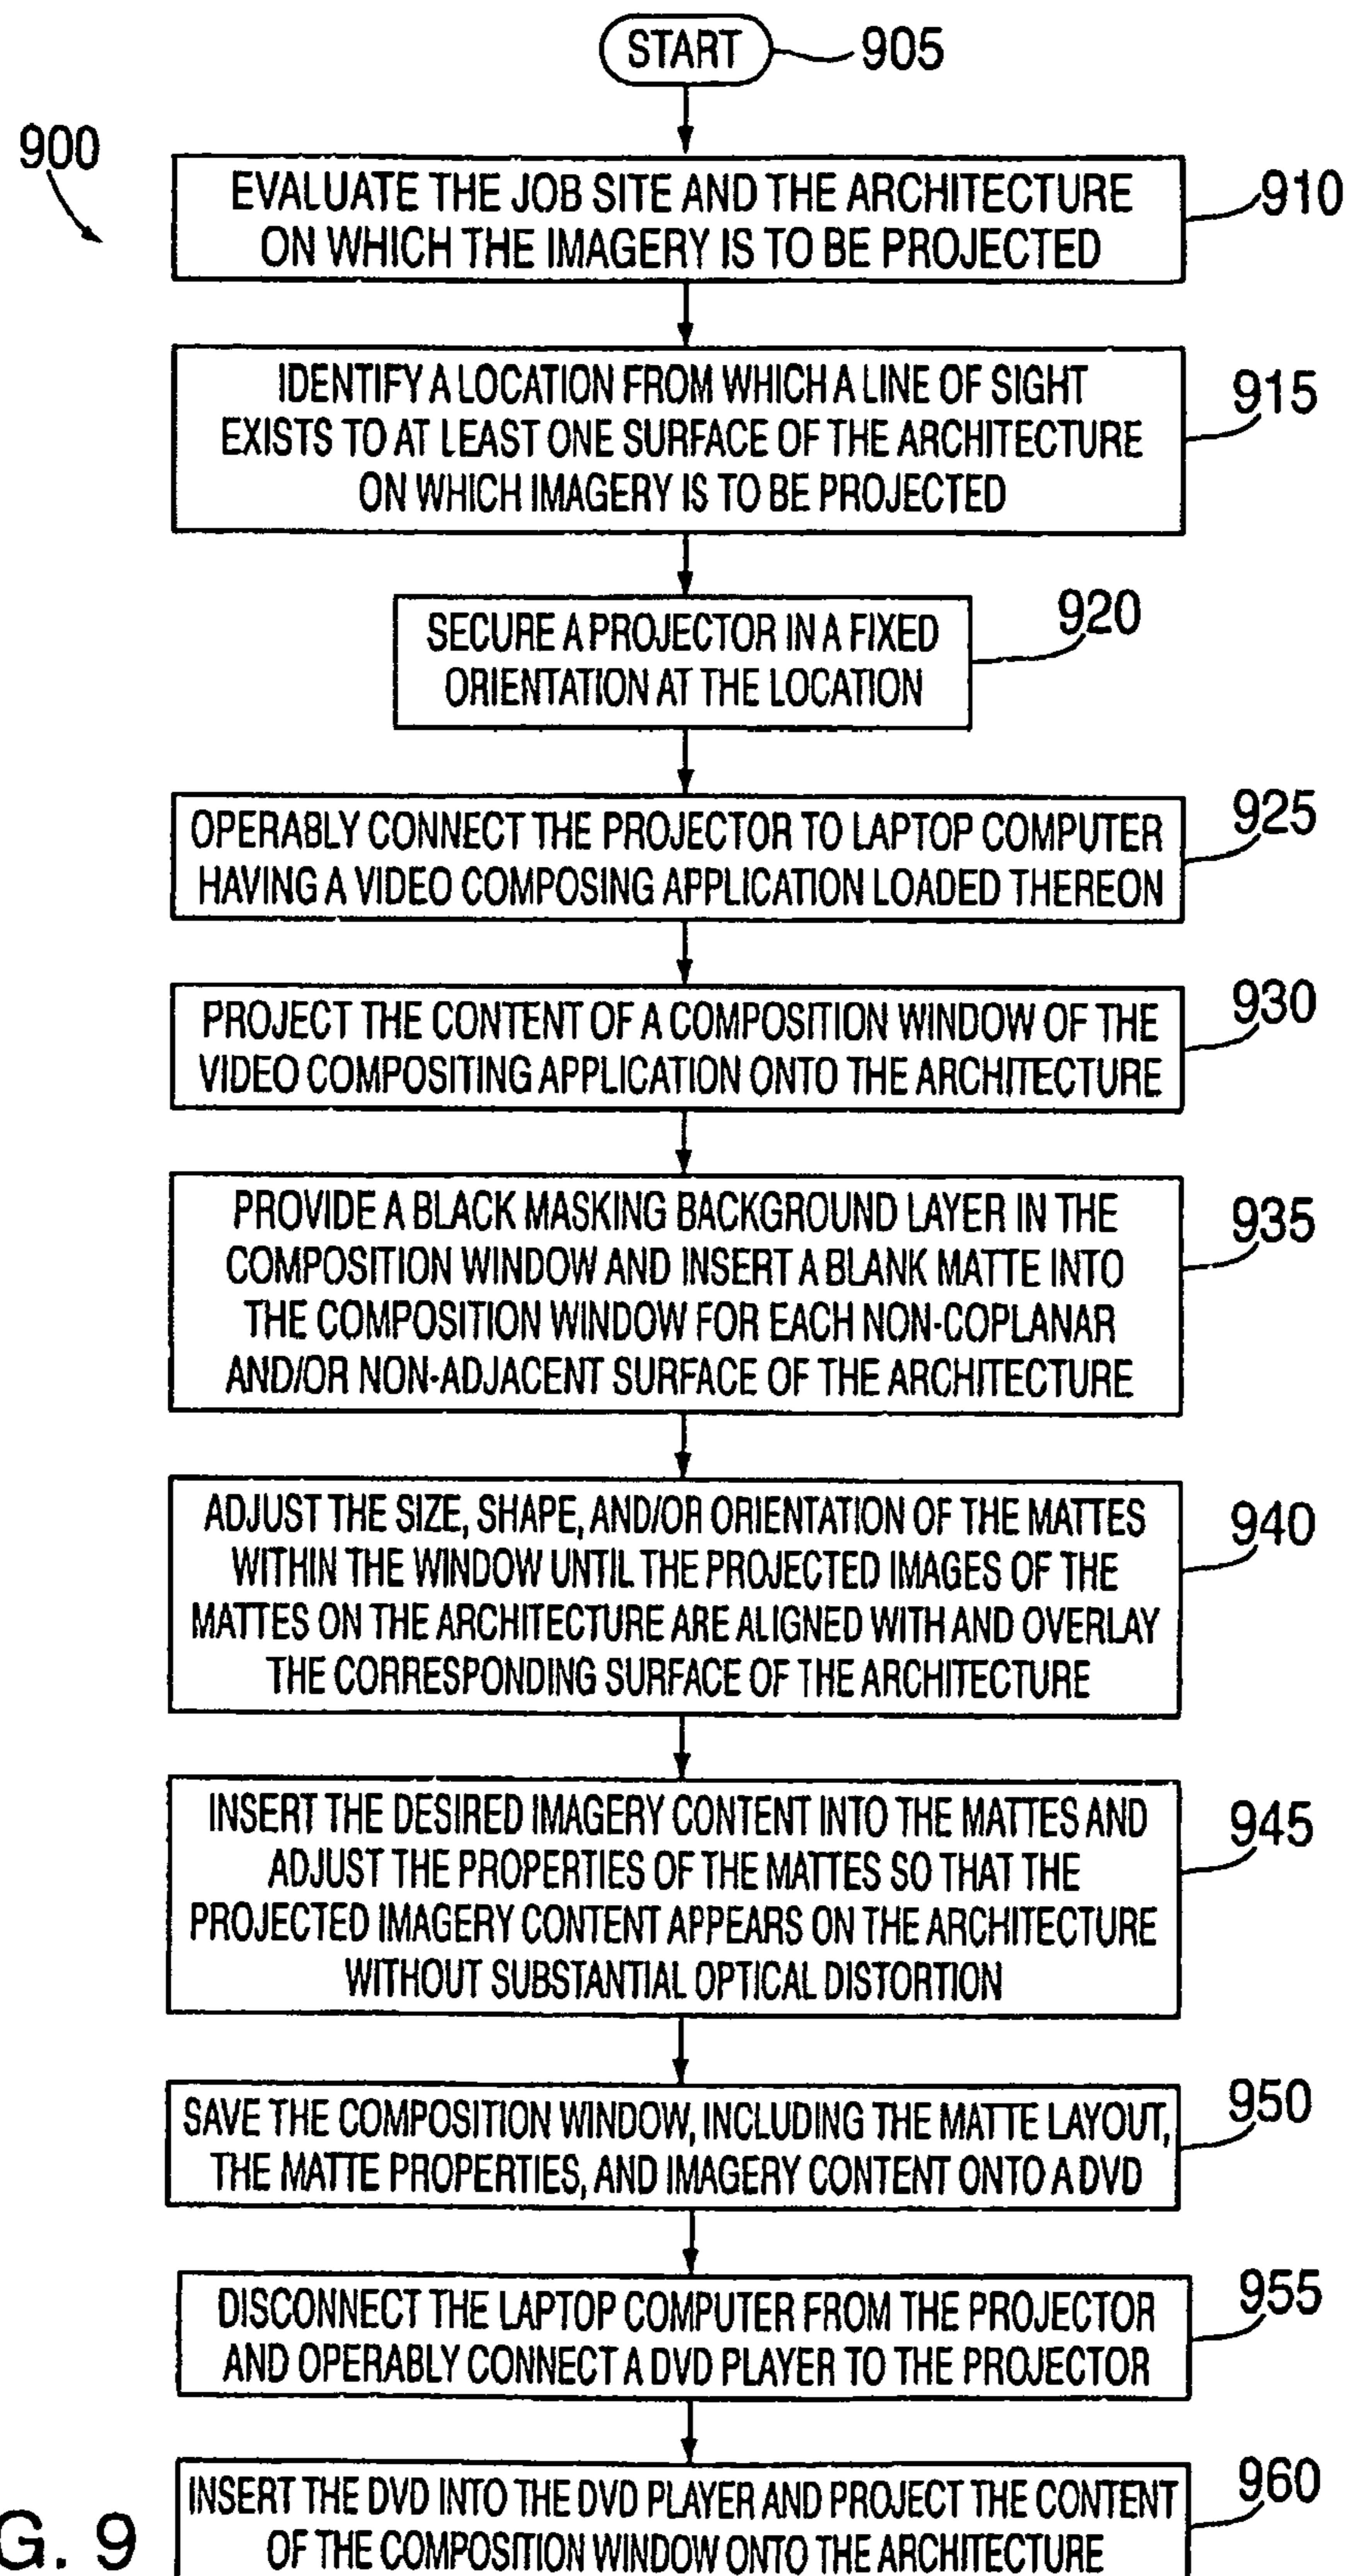 START
905
900
EVALUATE THE JOB SITE AND THE ARCHITECTURE
ON WHICH THE IMAGERY IS TO BE PROJECTED
910
IDENTIFY A LOCATION FROM WHICH A LINE OF SIGHT
EXISTS TO AT LEAST ONE SURFACE OF THE ARCHITECTURE
ON WHICH IMAGERY IS TO BE PROJECTED
915
SECURE A PROJECTOR IN A FIXED
ORIENTATION AT THE LOCATION
920
OPERABLY CONNECT THE PROJECTOR TO LAPTOP COMPUTER
HAVING A VIDEO COMPOSING APPLICATION LOADED THEREON
925
PROJECT THE CONTENT OF A COMPOSITION WINDOW OF THE
VIDEO COMPOSITING APPLICATION ONTO THE ARCHITECTURE
930
PROVIDE A BLACK MASKING BACKGROUND LAYER IN THE
COMPOSITION WINDOW AND INSERT A BLANK MATTE INTO
THE COMPOSITION WINDOW FOR EACH NON-COPLANAR
AND/OR NON-ADJACENT SURFACE OF THE ARCHITECTURE
935
ADJUST THE SIZE, SHAPE, AND/OR ORIENTATION OF THE MATTES
WITHIN THE WINDOW UNTIL THE PROJECTED IMAGES OF THE
MATTES ON THE ARCHITECTURE ARE ALIGNED WITH AND OVERLAY
THE CORRESPONDING SURFACE OF THE ARCHITECTURE
940
INSERT THE DESIRED IMAGERY CONTENT INTO THE MATTES AND
ADJUST THE PROPERTIES OF THE MATTES SO THAT THE
PROJECTED IMAGERY CONTENT APPEARS ON THE ARCHITECTURE
WITHOUT SUBSTANTIAL OPTICAL DISTORTION
945
SAVE THE COMPOSITION WINDOW, INCLUDING THE MATTE LAYOUT,
THE MATTE PROPERTIES, AND IMAGERY CONTENT ONTO A DVD
950
DISCONNECT THE LAPTOP COMPUTER FROM THE PROJECTOR
AND OPERABLY CONNECT A DVD PLAYER TO THE PROJECTOR
955
INSERT THE DVD INTO THE DVD PLAYER AND PROJECT THE CONTENT
OF THE COMPOSITION WINDOW ONTO THE ARCHITECTURE
960
G. 9